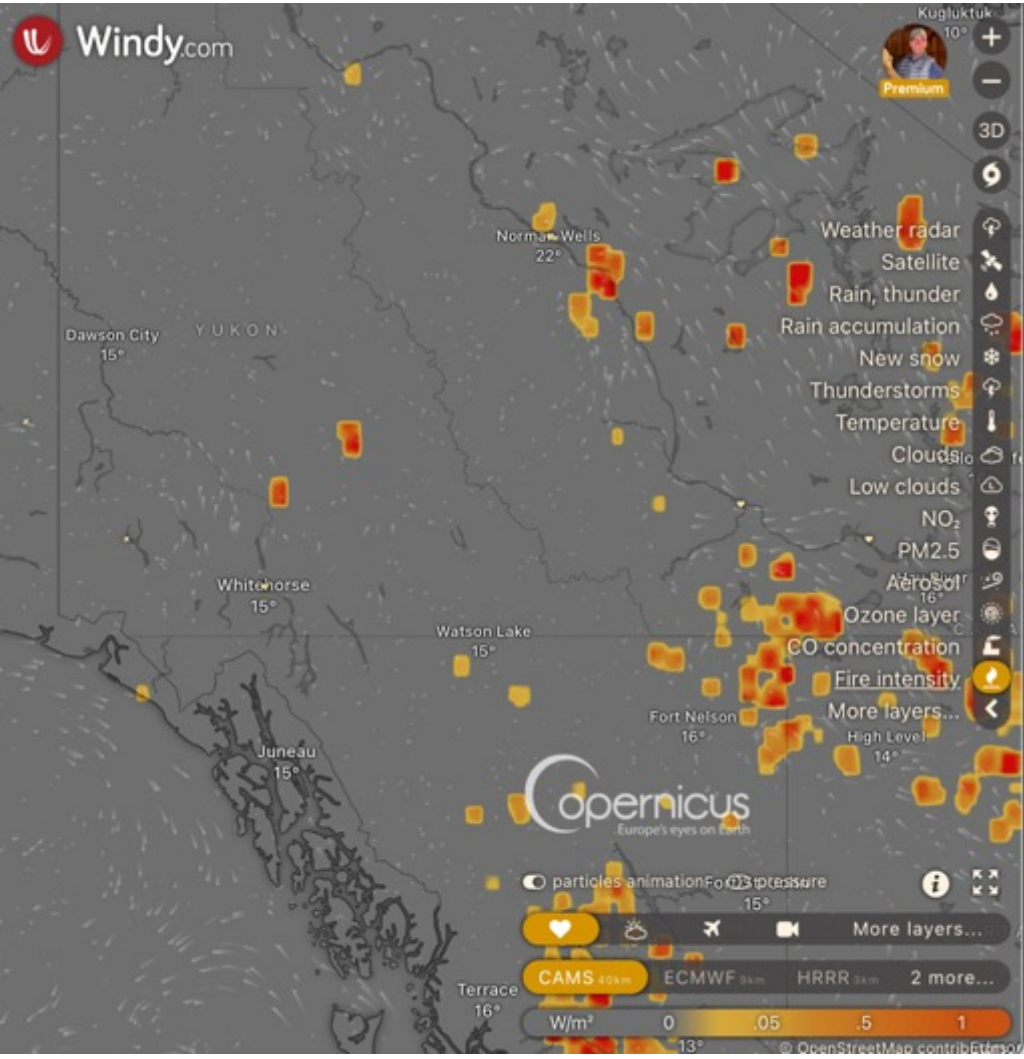 Kugluktuk
10°
Windy.com
Premium
3D
Norman Wells
22°
Weather radar
Satellite
Rain, thunder
Rain accumulation
New snow
Thunderstorms
Temperature
Clouds
Low clouds
NO₂
PM2.5
Aerosol
Ozone layer
CO concentration
Fire intensity
More layers...
Dawson City
15°
YUKON
Whitehorse
15°
16°
Watson Lake
15°
Fort Nelson
16°
High Level
14°
Juneau
15°
Copernicus
Europe's eyes on Earth
particles animation
pressure
15°
More layers...
CAMS 40km
ECMWF 9km
HRRR 3km
2 more...
Terrace
16°
W/m²
0
.05
.5
1
13°
© OpenStreetMap